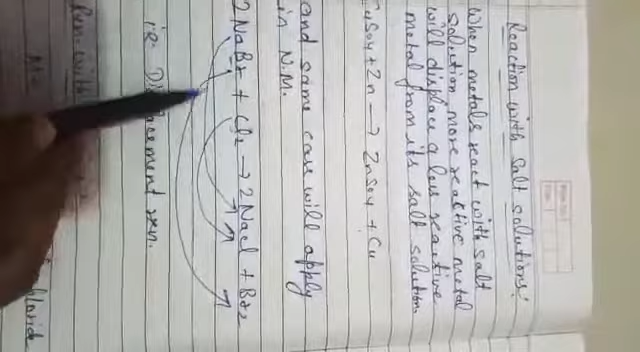 Reaction with salt solutions:
When metals react with salt
solution more reactive metal
will displace a less reactive
metal from its salt solution.
CuSO4 + Zn → ZnSO4 + Cu
and same case will apply
in N.M.
2NaBr + Cl2 → 2NaCl + Br2
i.e. Displacement rxn.
Rxn with